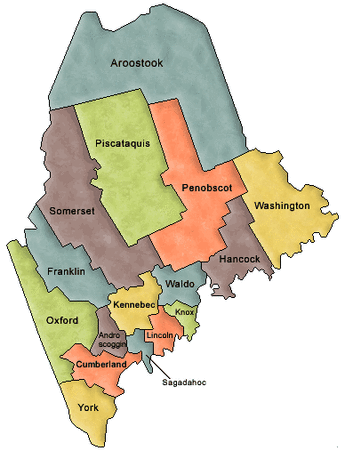 Aroostook
Piscataquis
Penobscot
Somerset
Washington
Hancock
Franklin
Waldo
Kennebec
Knox
Oxford
Andro
scoggin
Lincoln
Cumberland
Sagadahoc
York